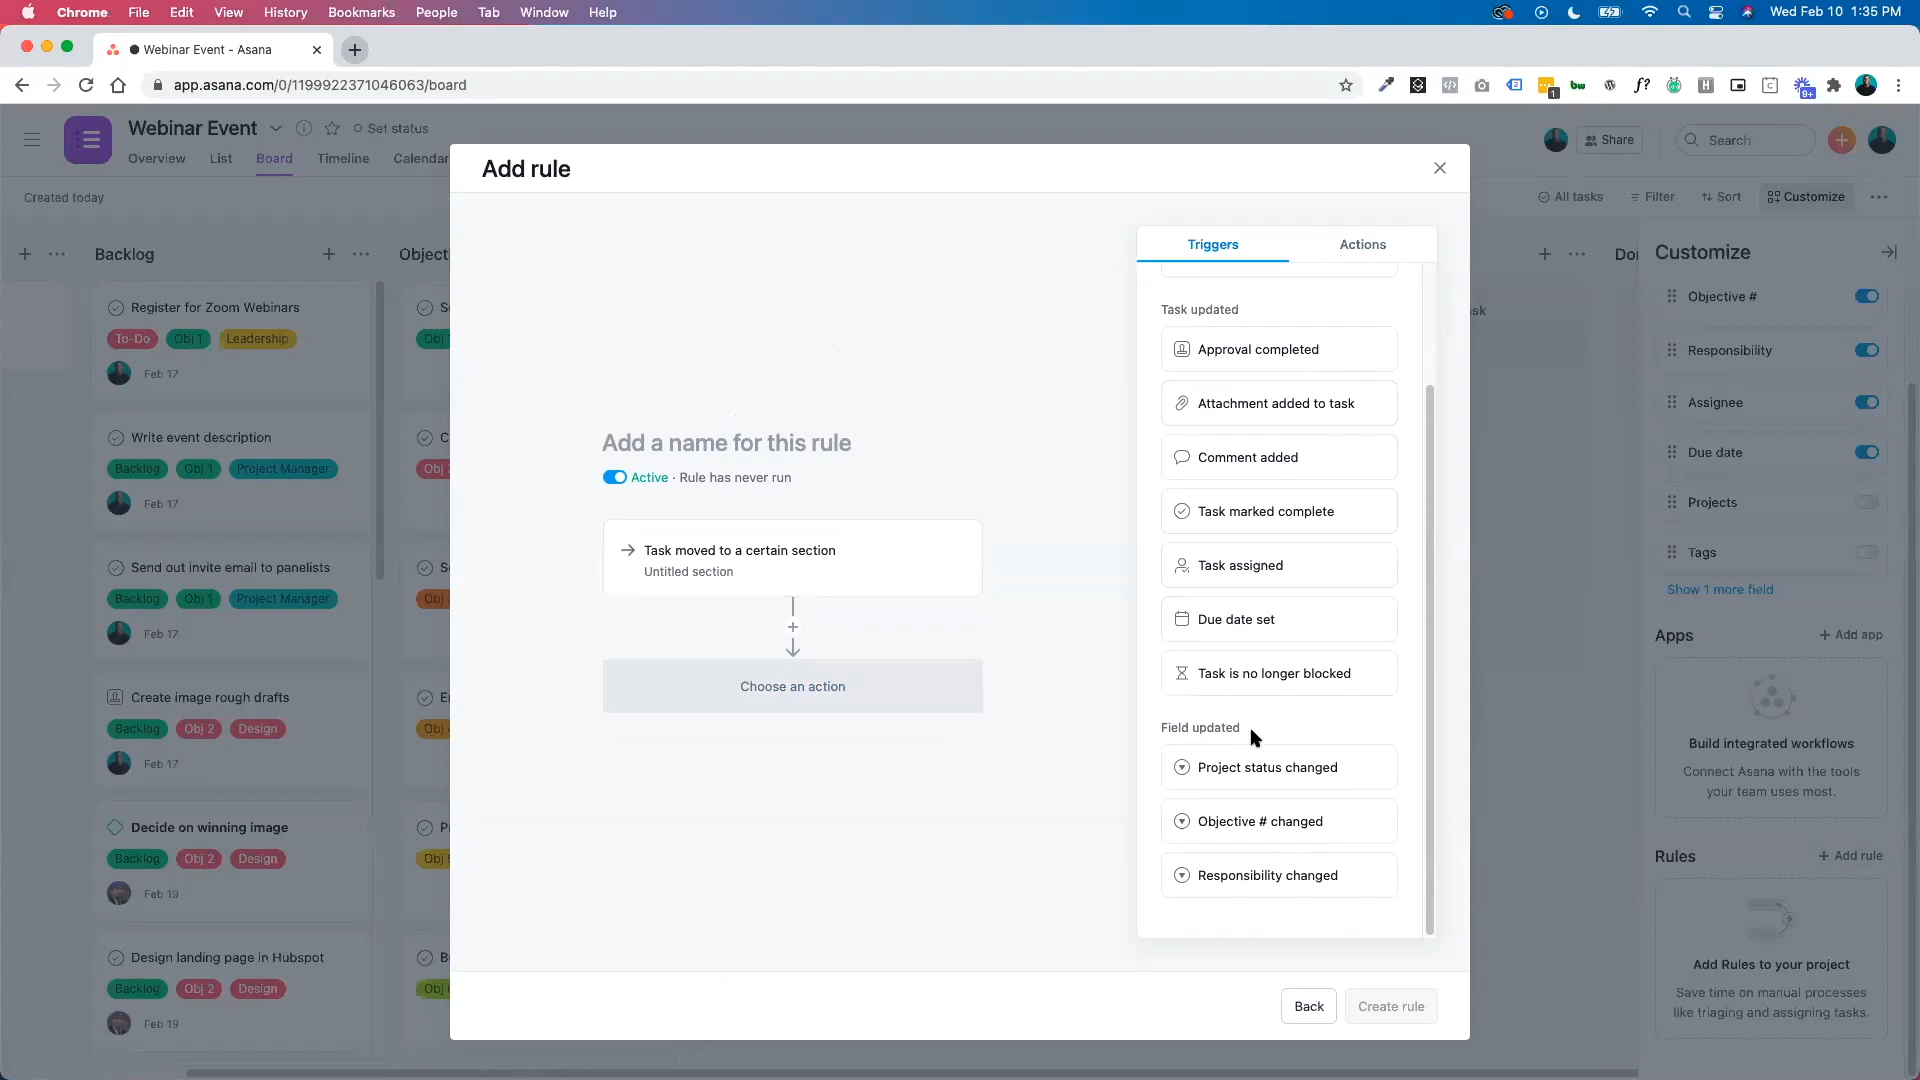 Chrome File Edit View History Bookmarks People Tab Window Help
Wed Feb 10 1:35 PM
Webinar Event - Asana
app.asana.com/0/1199922371046063/board
bw
f?
1
9+
Webinar Event
Set status
Overview List Board Timeline Calendar
Share
Search
Created today
All tasks Filter Sort Customize
Backlog
Register for Zoom Webinars
To-Do Obj 1 Leadership
Feb 17
Write event description
Backlog Obj 1 Project Manager
Feb 17
Send out invite email to panelists
Backlog Obj 1 Project Manager
Feb 17
Create image rough drafts
Backlog Obj 2 Design
Feb 17
Decide on winning image
Backlog Obj 2 Design
Feb 19
Design landing page in Hubspot
Backlog Obj 2 Design
Feb 19
Add rule
Add a name for this rule
Active · Rule has never run
Task moved to a certain section
Untitled section
Choose an action
Triggers Actions
Task updated
Approval completed
Attachment added to task
Comment added
Task marked complete
Task assigned
Due date set
Task is no longer blocked
Field updated
Project status changed
Objective # changed
Responsibility changed
Back Create rule
Customize
Objective #
Responsibility
Assignee
Due date
Projects
Tags
Show 1 more field
Apps + Add app
Build integrated workflows
Connect Asana with the tools
your team uses most.
Rules + Add rule
Add Rules to your project
Save time on manual processes
like triaging and assigning tasks.